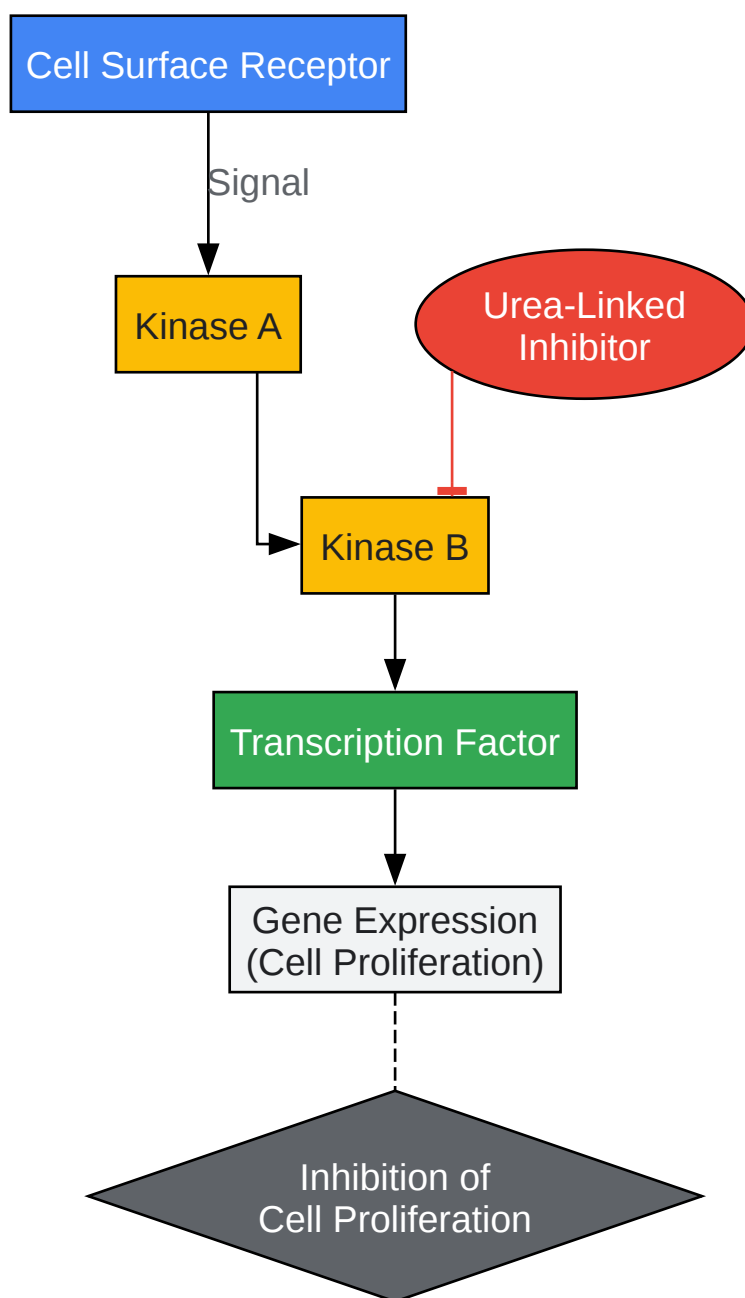 Cell Surface Receptor
Signal
Kinase A
Urea-Linked
Inhibitor
Kinase B
Transcription Factor
Gene Expression
(Cell Proliferation)
Inhibition of
Cell Proliferation